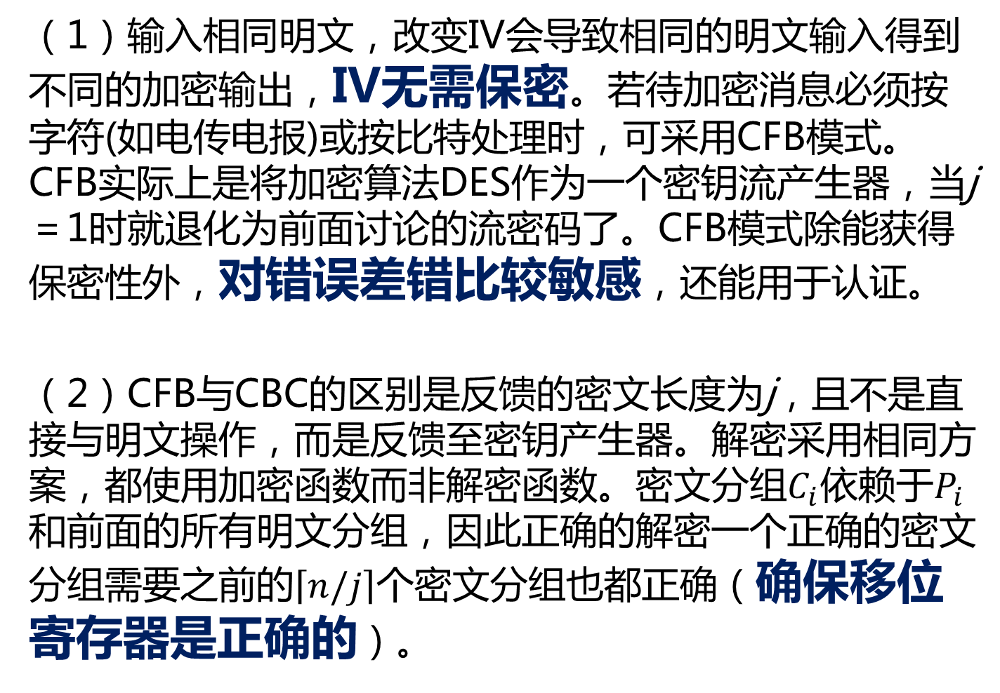 （1）输入相同明文，改变IV会导致相同的明文输入得到
不同的加密输出，IV无需保密。若待加密消息必须按
字符(如电传电报)或按比特处理时，可采用CFB模式。
CFB实际上是将加密算法DES作为一个密钥流产生器，当j
＝1时就退化为前面讨论的流密码了。CFB模式除能获得
保密性外，对错误差错比较敏感，还能用于认证。
（2）CFB与CBC的区别是反馈的密文长度为j，且不是直
接与明文操作，而是反馈至密钥产生器。解密采用相同方
案，都使用加密函数而非解密函数。密文分组Cᵢ依赖于Pᵢ
和前面的所有明文分组，因此正确的解密一个正确的密文
分组需要之前的⌈n/j⌉个密文分组也都正确（确保移位
寄存器是正确的）。